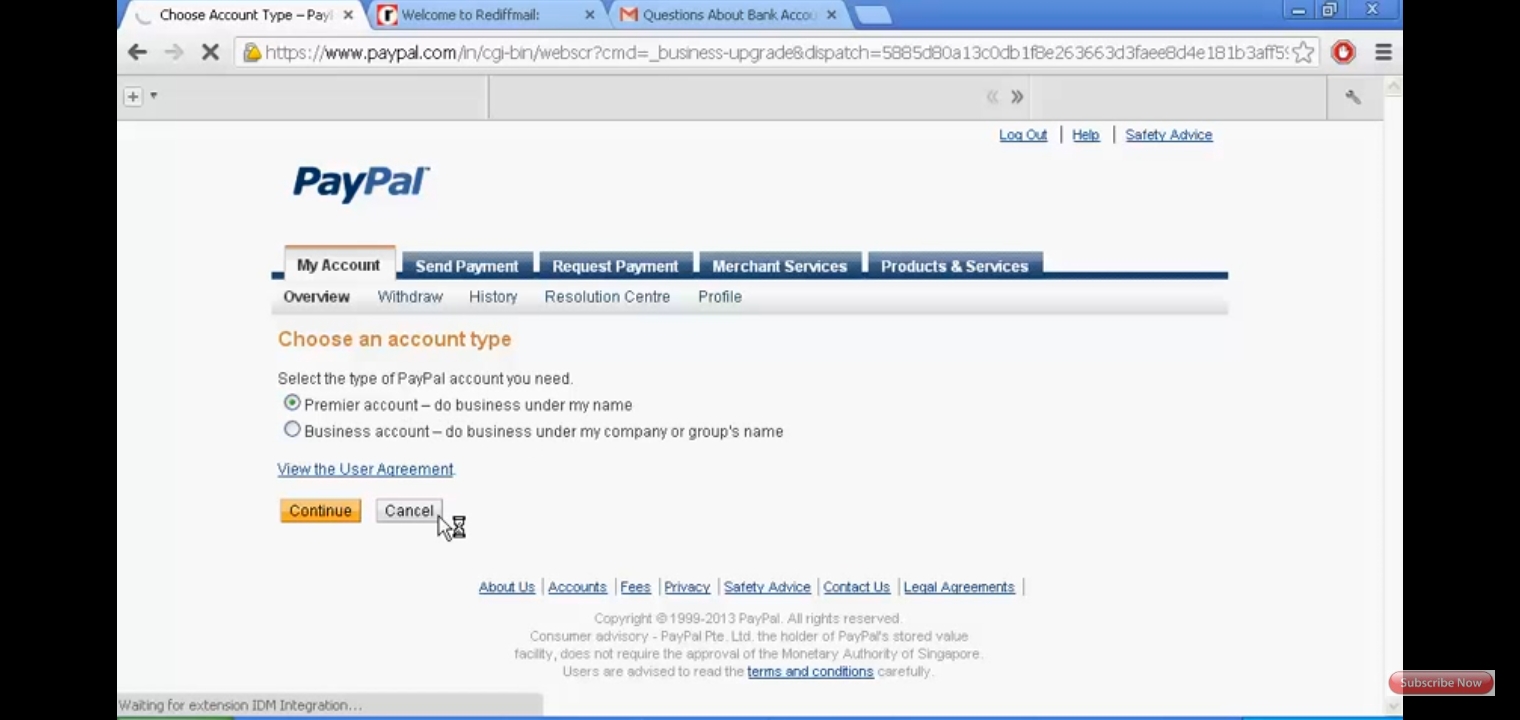 Choose Account Type – Pay
Welcome to Rediffmail:
Questions About Bank Acco
https://www.paypal.com/in/cgi-bin/webscr?cmd=_business-upgrade&dispatch=5885d80a13c0db1f8e263663d3faee8d4e181b3aff5
Log Out | Help | Safety Advice
PayPal
My Account Send Payment Request Payment Merchant Services Products & Services
Overview Withdraw History Resolution Centre Profile
Choose an account type
Select the type of PayPal account you need.
Premier account – do business under my name
Business account – do business under my company or group's name
View the User Agreement.
Continue Cancel
About Us | Accounts | Fees | Privacy | Safety Advice | Contact Us | Legal Agreements |
Copyright © 1999-2013 PayPal. All rights reserved.
Consumer advisory - PayPal Pte. Ltd. the holder of PayPal's stored value
facility, does not require the approval of the Monetary Authority of Singapore.
Users are advised to read the terms and conditions carefully.
Subscribe Now
Waiting for extension IDM Integration...